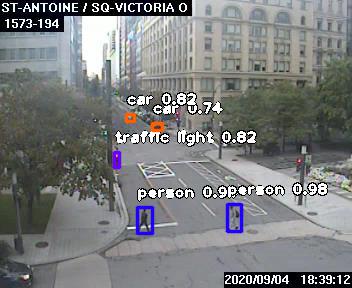 ST-ANTOINE / SQ-VICTORIA O
1573-194
car 0.82
car 0.74
traffic light 0.82
person 0.9
person 0.98
2020/09/04 18:39:12